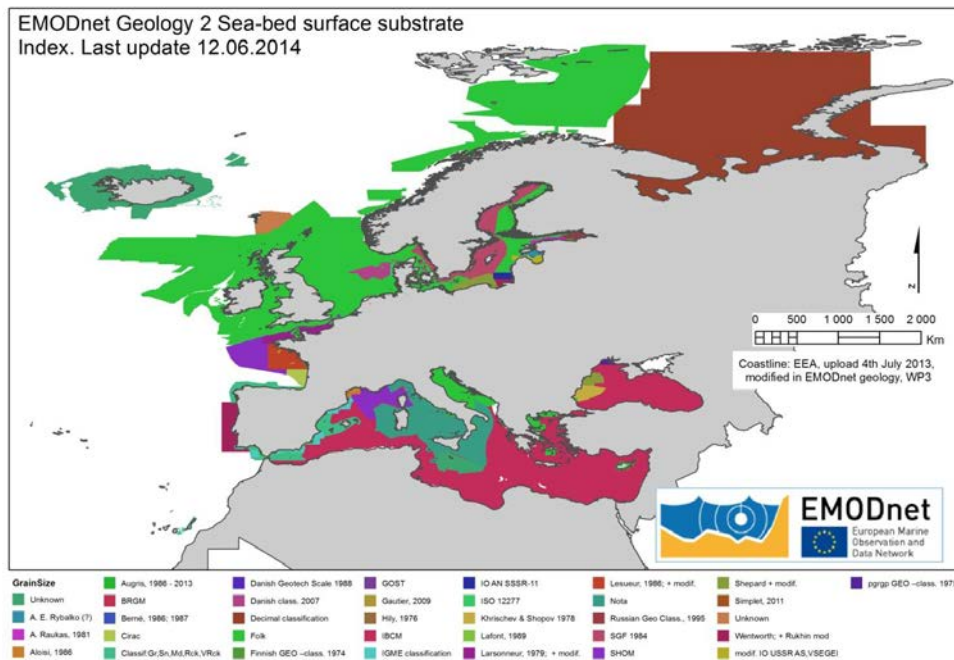 EMODnet Geology 2 Sea-bed surface substrate
Index. Last update 12.06.2014
N
0 500 1 000 1 500 2 000
Km
Coastline: EEA, upload 4th July 2013,
modified in EMODnet geology, WP3
EMODnet
European Marine
Observation and
Data Network
GrainSize
Unknown
A. E. Rybalko (?)
A. Raukas, 1981
Aloisi, 1986
Augris, 1986 - 2013
BRGM
Berné, 1986; 1987
Cirac
Classif:Gr,Sn,Md,Rck,VRck
Danish Geotech Scale 1988
Danish class. 2007
Decimal classification
Folk
Finnish GEO -class. 1974
GOST
Gautier, 2009
Hily, 1976
IBCM
IGME classification
IO AN SSSR-11
ISO 12277
Khrischev & Shopov 1978
Lafont, 1989
Larsonneur, 1979; + modif.
Lesueur, 1986; + modif.
Nota
Russian Geo Class., 1995
SGF 1984
SHOM
Shepard + modif.
Simplet, 2011
Unknown
Wentworth; + Rukhin mod
modif. IO USSR AS,VSEGEI
pgrpp GEO -class. 197